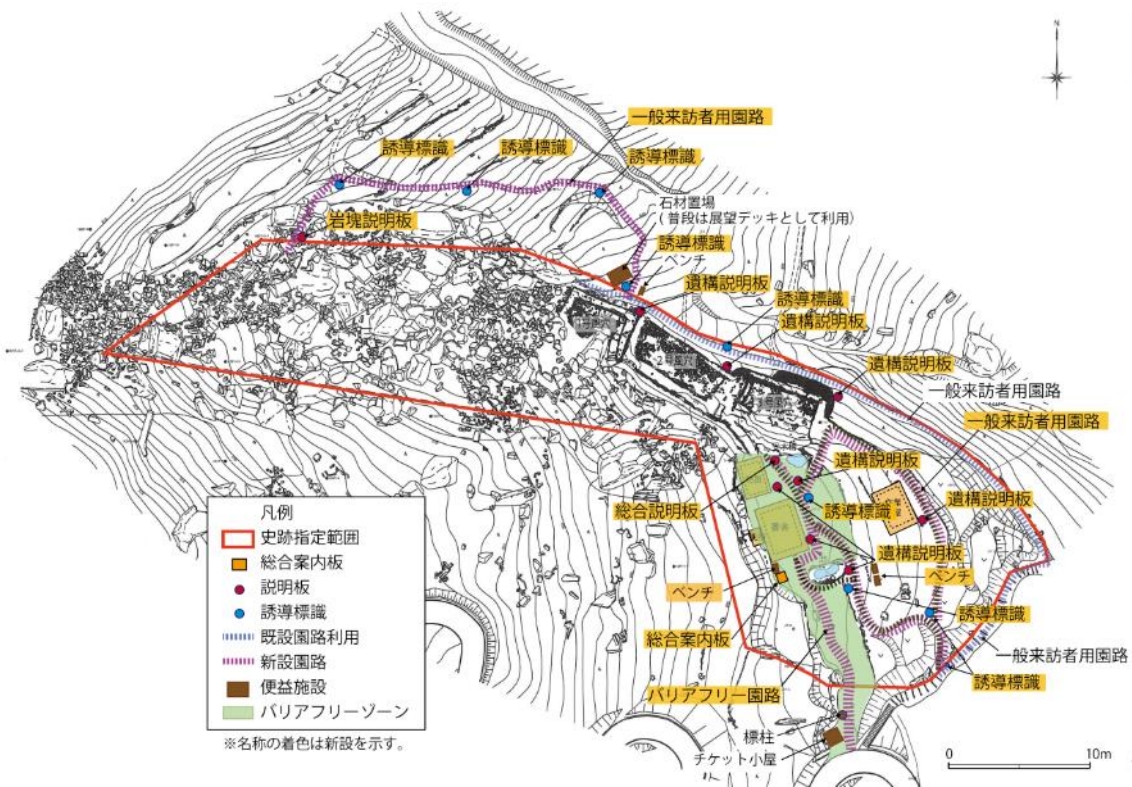 N
一般来訪者用園路
誘導標識
誘導標識
誘導標識
石材置場
(普段は展望デッキとして利用)
岩塊説明板
誘導標識
ベンチ
遺構説明板
誘導標識
遺構説明板
2号風穴
遺構説明板
一般来訪者用園路
一般来訪者用園路
遺構説明板
総合説明板
誘導標識
遺構説明板
遺構説明板
ベンチ
ベンチ
誘導標識
総合案内板
一般来訪者用園路
誘導標識
バリアフリー園路
標柱
チケット小屋
凡例
史跡指定範囲
総合案内板
説明板
誘導標識
既設園路利用
新設園路
便益施設
バリアフリーゾーン
※名称の着色は新設を示す。
0 10m